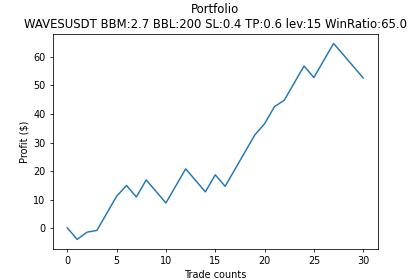 Portfolio
WAVESUSDT BBM:2.7 BBL:200 SL:0.4 TP:0.6 lev:15 WinRatio:65.0
60
50
40
30
20
10
0
Profit ($)
0 5 10 15 20 25 30
Trade counts